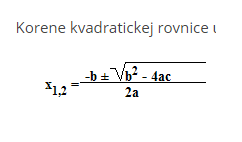 Korene kvadratickej rovnice
x1,2 = -b ± √b² - 4ac
2a